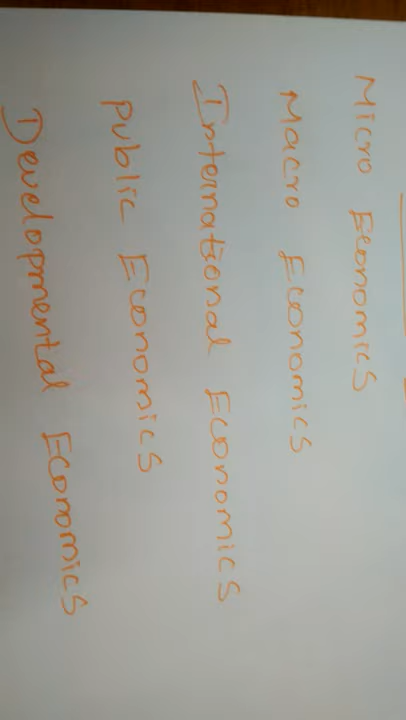 Micro Economics
Macro Economics
International Economics
Public Economics
Developmental Economics